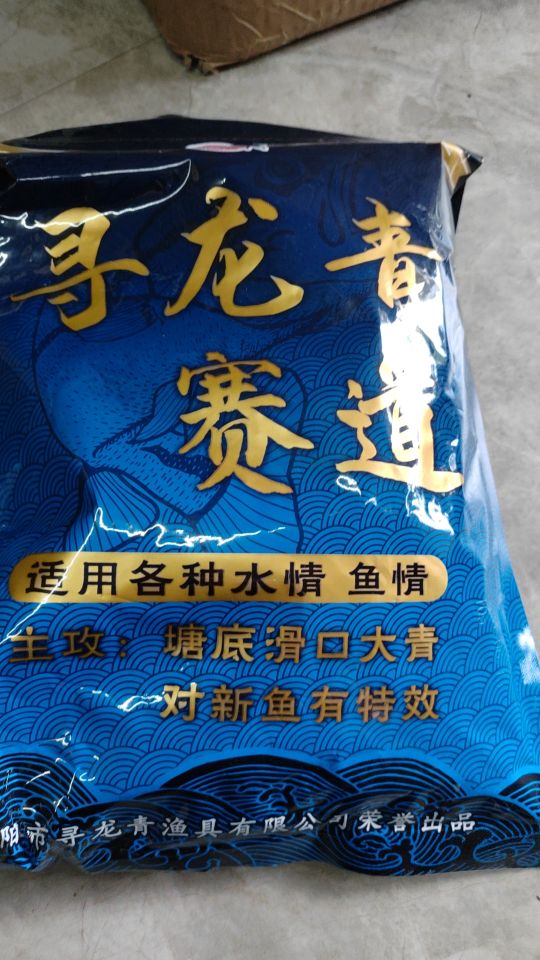 寻龙青
赛道
适用各种水情 鱼情
主攻：塘底滑口大青
对新鱼有特效
阳市寻龙青渔具有限公司荣誉出品